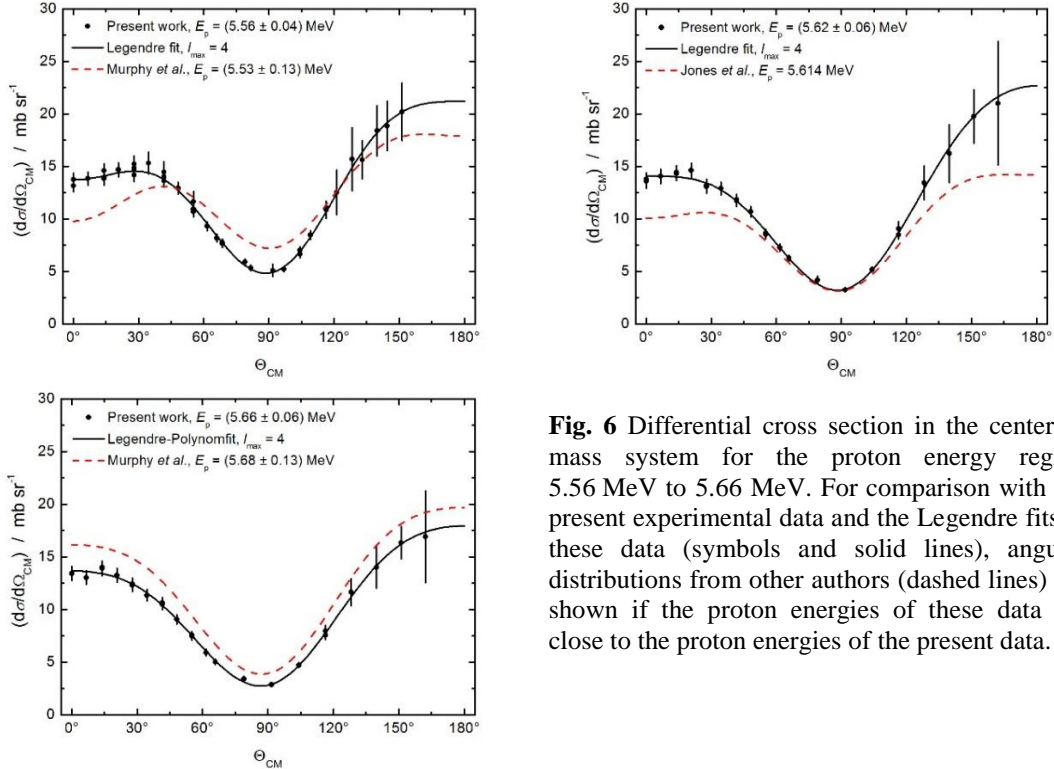 Present work, E_p = (5.56 ± 0.04) MeV
Legendre fit, l_max = 4
Murphy et al., E_p = (5.53 ± 0.13) MeV
(dσ/dΩ_CM) / mb sr⁻¹
30
25
20
15
10
5
0
0° 30° 60° 90° 120° 150° 180°
Θ_CM
Present work, E_p = (5.62 ± 0.06) MeV
Legendre fit, l_max = 4
Jones et al., E_p = 5.614 MeV
(dσ/dΩ_CM) / mb sr⁻¹
30
25
20
15
10
5
0
0° 30° 60° 90° 120° 150° 180°
Θ_CM
Present work, E_p = (5.66 ± 0.06) MeV
Legendre-Polynomfit, l_max = 4
Murphy et al., E_p = (5.68 ± 0.13) MeV
(dσ/dΩ_CM) / mb sr⁻¹
30
25
20
15
10
5
0
0° 30° 60° 90° 120° 150° 180°
Θ_CM
Fig. 6 Differential cross section in the center
mass system for the proton energy reg
5.56 MeV to 5.66 MeV. For comparison with
present experimental data and the Legendre fits
these data (symbols and solid lines), angu
distributions from other authors (dashed lines)
shown if the proton energies of these data
close to the proton energies of the present data.